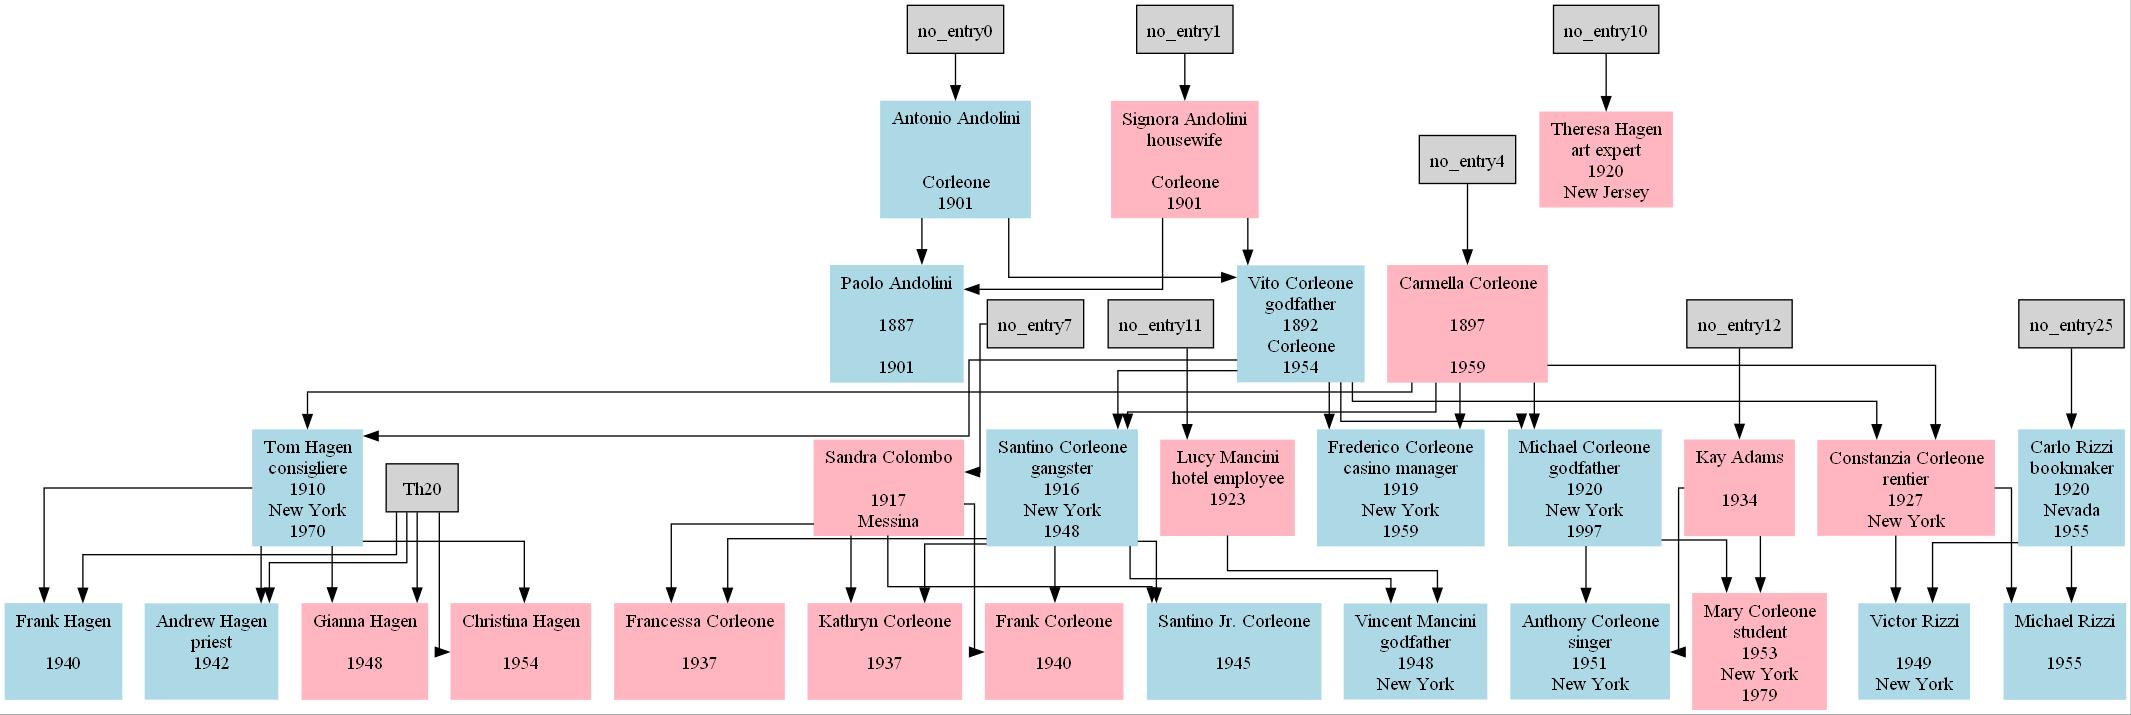 no_entry0
no_entry1
no_entry10
Antonio Andolini
Corleone
1901
Signora Andolini
housewife
Corleone
1901
Theresa Hagen
art expert
1920
New Jersey
no_entry4
Paolo Andolini
1887
1901
no_entry7
no_entry11
Vito Corleone
godfather
1892
Corleone
1954
Carmella Corleone
1897
1959
no_entry12
no_entry25
Tom Hagen
consigliere
1910
New York
1970
Th20
Sandra Colombo
1917
Messina
Santino Corleone
gangster
1916
New York
1948
Lucy Mancini
hotel employee
1923
Frederico Corleone
casino manager
1919
New York
1959
Michael Corleone
godfather
1920
New York
1997
Kay Adams
1934
Constanzia Corleone
rentier
1927
New York
Carlo Rizzi
bookmaker
1920
Nevada
1955
Frank Hagen
1940
Andrew Hagen
priest
1942
Gianna Hagen
1948
Christina Hagen
1954
Francessa Corleone
1937
Kathryn Corleone
1937
Frank Corleone
1940
Santino Jr. Corleone
1945
Vincent Mancini
godfather
1948
New York
Anthony Corleone
singer
1951
New York
Mary Corleone
student
1953
New York
1979
Victor Rizzi
1949
New York
Michael Rizzi
1955